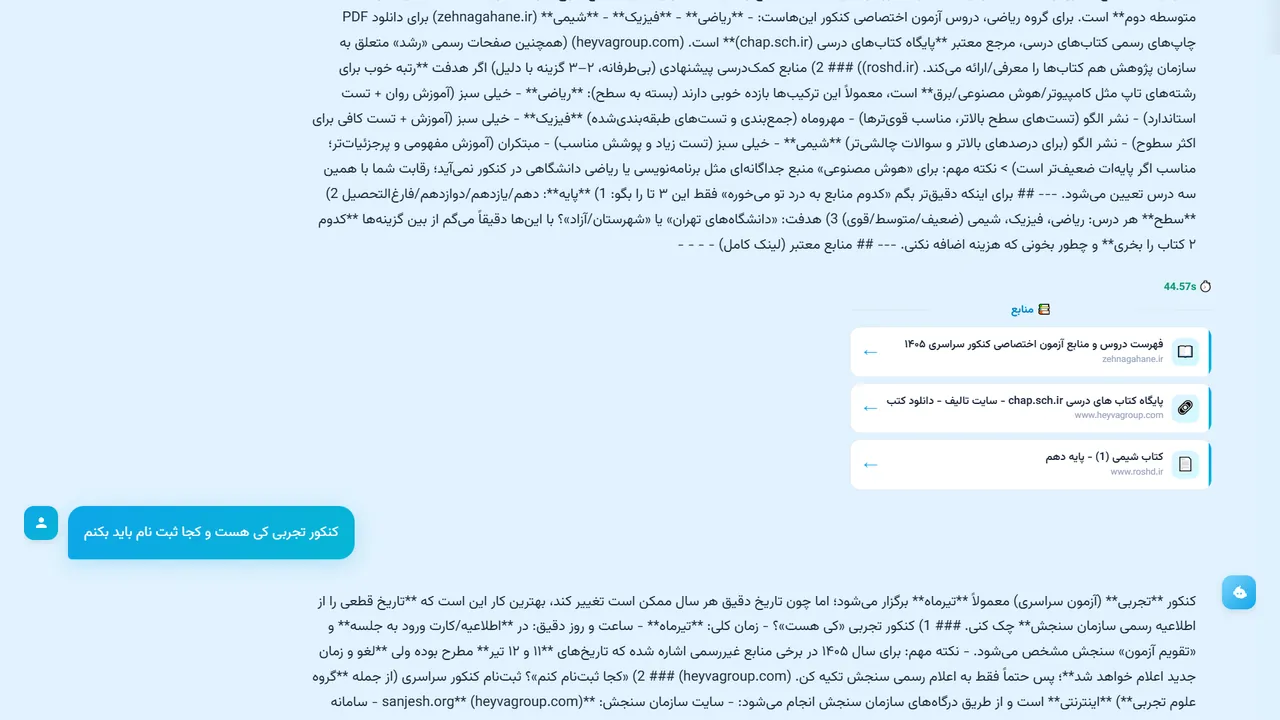 متوسطه دوم** است. برای گروه ریاضی، دروس آزمون اختصاصی کنکور این‌هاست: - **ریاضی** - **فیزیک** - **شیمی** (zehnagahane.ir) برای دانلود PDF
چاپ‌های رسمی کتاب‌های درسی، مرجع معتبر **پایگاه کتاب‌های درسی (chap.sch.ir)** است. (heyvagroup.com) (همچنین صفحات رسمی «رشد» متعلق به
سازمان پژوهش هم کتاب‌ها را معرفی/ارائه می‌کند. (roshd.ir)) ### 2) منابع کمک‌درسی پیشنهادی (بی‌طرفانه، ۲–۳ گزینه با دلیل) اگر هدفت **رتبه خوب برای
رشته‌های تاپ مثل کامپیوتر/هوش مصنوعی/برق** است، معمولاً این ترکیب‌ها بازده خوبی دارند (بسته به سطح): **ریاضی** - خیلی سبز (آموزش روان + تست
استاندارد) - نشر الگو (تست‌های سطح بالاتر، مناسب قوی‌ترها) - مهروماه (جمع‌بندی و تست‌های طبقه‌بندی‌شده) **فیزیک** - خیلی سبز (آموزش + تست کافی برای
اکثر سطوح) - نشر الگو (برای درصدهای بالاتر و سوالات چالشی‌تر) **شیمی** - خیلی سبز (تست زیاد و پوشش مناسب) - مبتکران (آموزش مفهومی و پرجزئیات‌تر؛
مناسب اگر پایه‌ات ضعیف‌تر است) > نکته مهم: برای «هوش مصنوعی» منبع جداگانه‌ای مثل برنامه‌نویسی یا ریاضی دانشگاهی در کنکور نمی‌آید؛ رقابت شما با همین
سه درس تعیین می‌شود. --- ## برای اینکه دقیق‌تر بگم «کدوم منابع به درد تو می‌خوره» فقط این ۳ تا را بگو: 1) **پایه**: دهم/یازدهم/دوازدهم/فارغ‌التحصیل 2)
**سطح** هر درس: ریاضی، فیزیک، شیمی (ضعیف/متوسط/قوی) 3) هدفت: «دانشگاه‌های تهران» یا «شهرستان/آزاد»؟ با این‌ها دقیقاً می‌گم از بین گزینه‌ها **کدوم
۲ کتاب را بخری** و چطور بخونی که هزینه اضافه نکنی. --- ## منابع معتبر (لینک کامل) - - - -
44.57s
منابع
فهرست دروس و منابع آزمون اختصاصی کنکور سراسری ۱۴۰۵
zehnagahane.ir
پایگاه کتاب های درسی chap.sch.ir - سایت تالیف - دانلود کتب
www.heyvagroup.com
کتاب شیمی (1) - پایه دهم
www.roshd.ir
کنکور تجربی کی هست و کجا ثبت نام باید بکنم
کنکور **تجربی** (آزمون سراسری) معمولاً **تیرماه** برگزار می‌شود؛ اما چون تاریخ دقیق هر سال ممکن است تغییر کند، بهترین کار این است که **تاریخ قطعی را از
اطلاعیه رسمی سازمان سنجش** چک کنی. ### 1) کنکور تجربی «کی هست»؟ - زمان کلی: **تیرماه** - ساعت و روز دقیق: در **اطلاعیه/کارت ورود به جلسه** و
«تقویم آزمون» سنجش مشخص می‌شود. - نکته مهم: برای سال ۱۴۰۵ در برخی منابع غیررسمی اشاره شده که تاریخ‌های **۱۱ و ۱۲ تیر** مطرح بوده ولی **لغو و زمان
جدید اعلام خواهد شد**؛ پس حتماً فقط به اعلام رسمی سنجش تکیه کن. (heyvagroup.com) ### 2) «کجا ثبت‌نام کنم»؟ ثبت‌نام کنکور سراسری (از جمله **گروه
علوم تجربی**) **اینترنتی** است و از طریق درگاه‌های سازمان سنجش انجام می‌شود: - سایت سازمان سنجش: **sanjesh.org** (heyvagroup.com) - سامانه